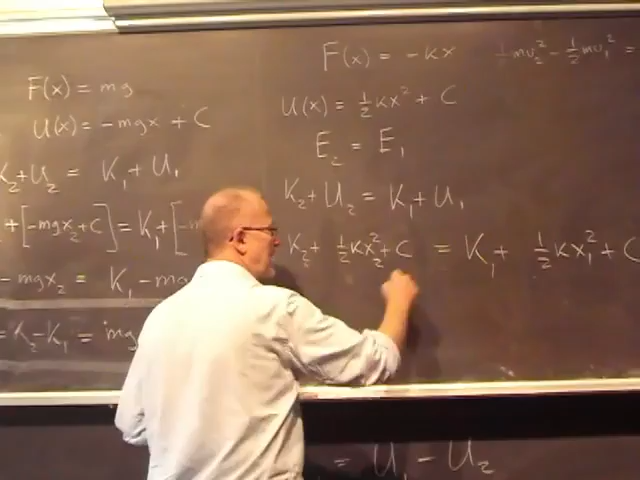 F(x) = mg
U(x) = -mgx + C
K₂+U₂ = K₁ + U₁
+[-mgx₂+C] = K₁+[-m
- mgx₂ = K₁ - mg
= K₂-K₁ = mg
F(x) = -kx
½mv₂² - ½mv₁² =
U(x) = ½kx² + C
E₂ = E₁
K₂+U₂ = K₁+U₁
K₂+ ½kx₂²+C = K₁+ ½kx₁²+C
= U₁ - U₂